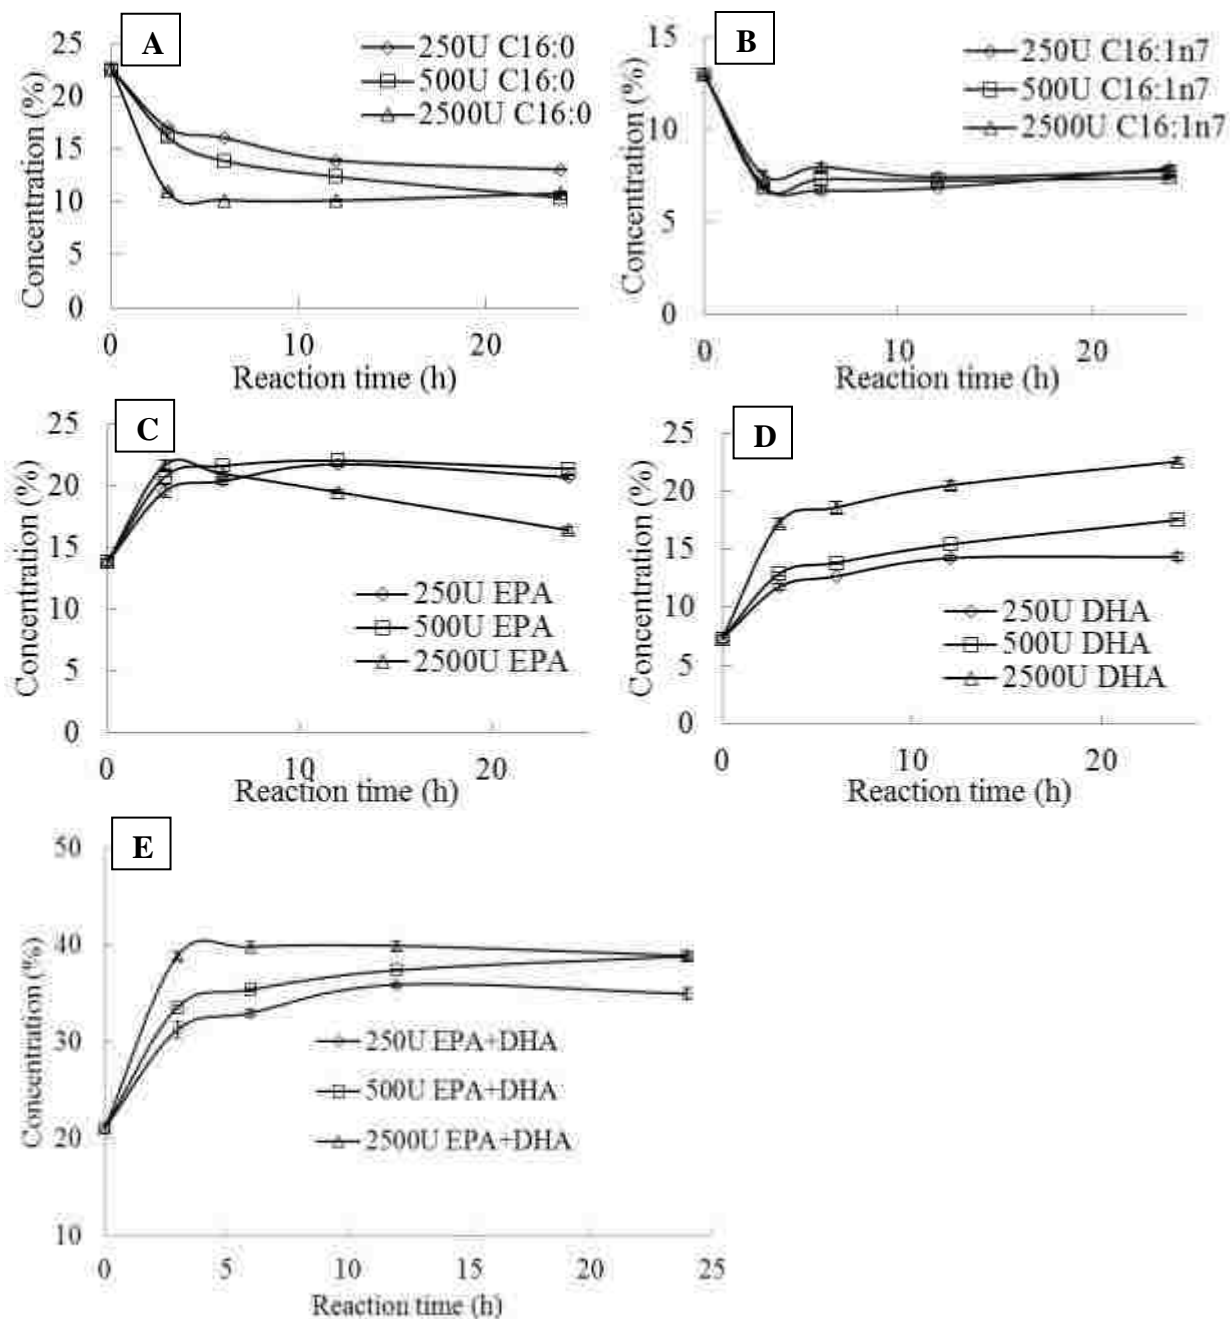 A
25
20
15
10
5
0
Concentration (%)
250U C16:0
500U C16:0
2500U C16:0
0 10 20
Reaction time (h)
B
15
10
5
0
Concentration (%)
250U C16:1n7
500U C16:1n7
2500U C16:1n7
0 10 20
Reaction time (h)
C
25
20
15
10
5
0
Concentration (%)
250U EPA
500U EPA
2500U EPA
0 10 20
Reaction time (h)
D
25
20
15
10
5
0
Concentration (%)
250U DHA
500U DHA
2500U DHA
0 10 20
Reaction time (h)
E
50
40
30
20
10
Concentration (%)
250U EPA+DHA
500U EPA+DHA
2500U EPA+DHA
0 5 10 15 20 25
Reaction time (h)